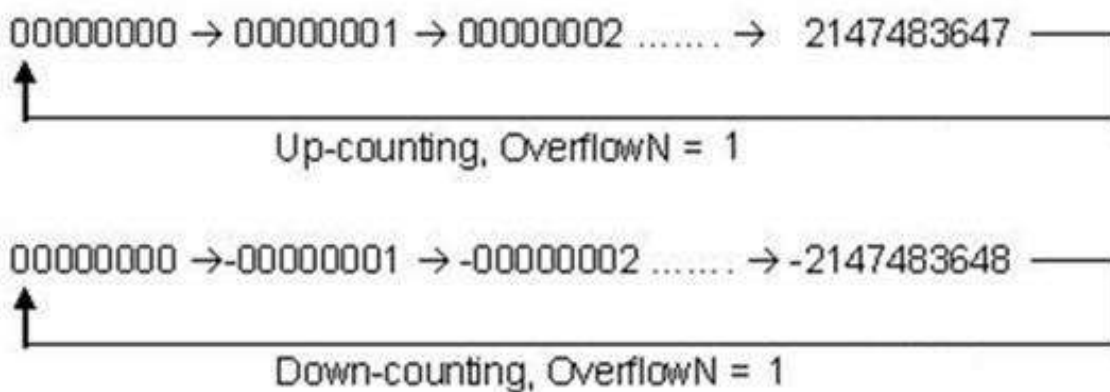 00000000 → 00000001 → 00000002 ....... → 2147483647
Up-counting, OverflowN = 1
00000000 →-00000001 → -00000002 ....... → -2147483648
Down-counting, OverflowN = 1